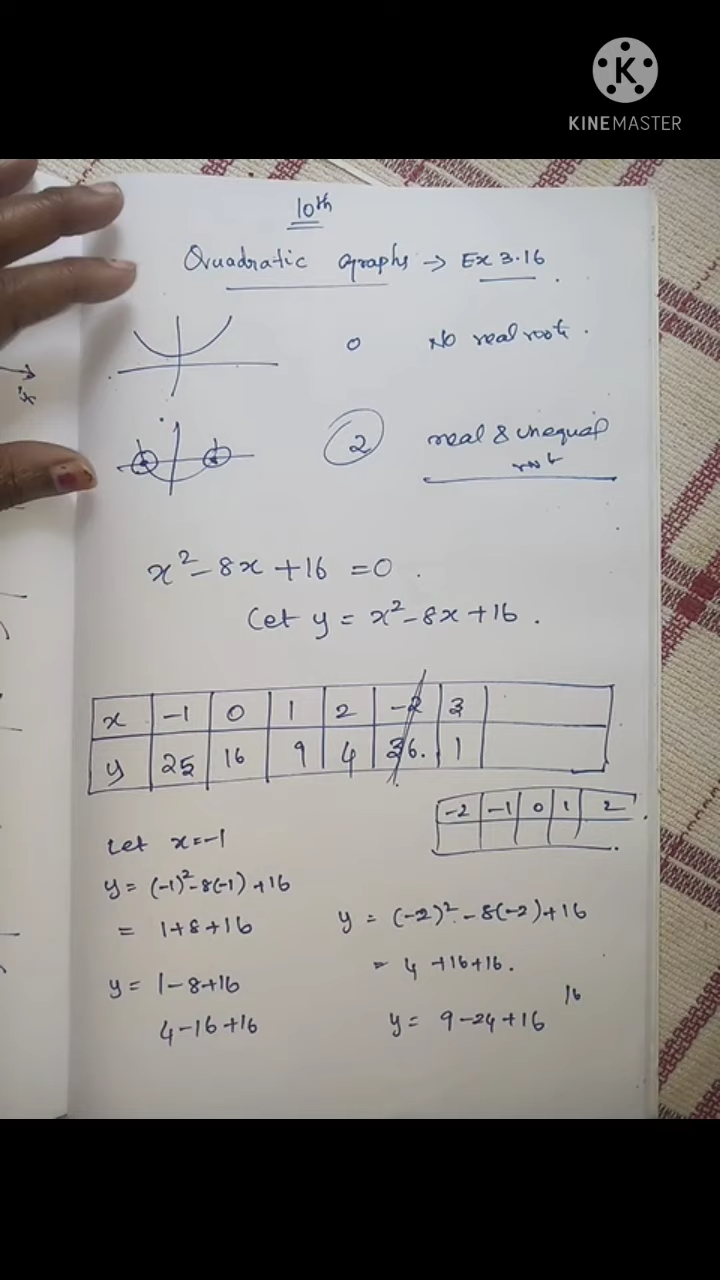 K
KINEMASTER
10th
Quadratic Graphs → Ex 3.16
0 No real roots.
2 real & unequal
x² - 8x + 16 = 0.
Let y = x² - 8x + 16.
x -1 0 1 2 -2 3
y 25 16 9 4 36. 1
-2 -1 0 1 2
Let x = -1
y = (-1)² - 8(-1) + 16
= 1+8+16
y = 1-8+16
4-16+16
y = (-2)² - 8(-2) + 16
= 4 +16+16.
16
y = 9-24+16